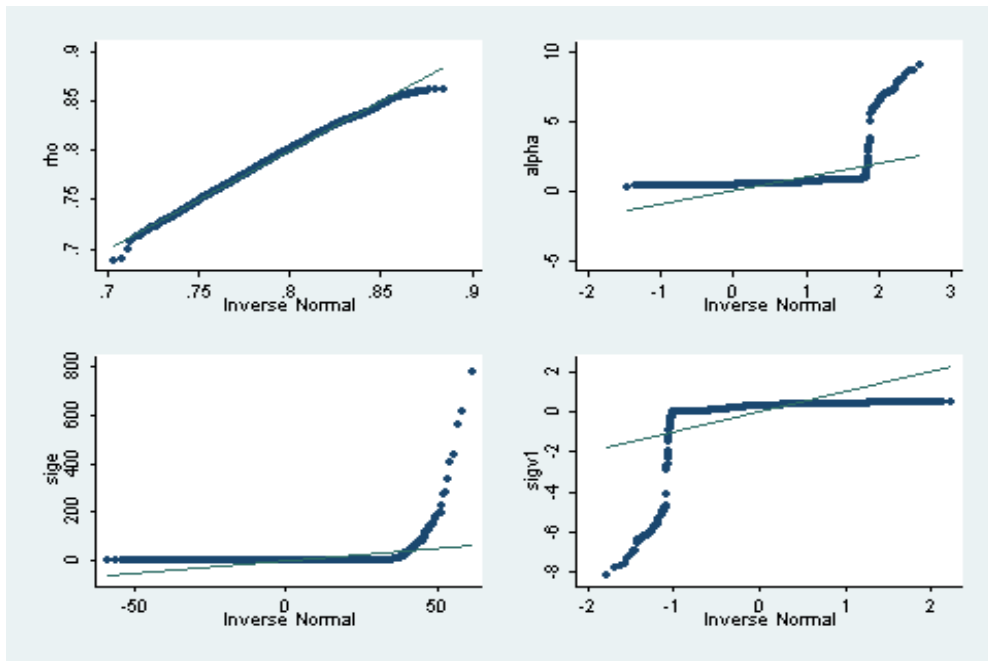 rho
.7 .75 .8 .85 .9
.7 .75 .8 .85 .9
Inverse Normal
alpha
-5 0 5 10
-2 -1 0 1 2 3
Inverse Normal
sige
0 200 400 600 800
-50 0 50
Inverse Normal
sigv1
-8 -6 -4 -2 0 2
-2 -1 0 1 2
Inverse Normal